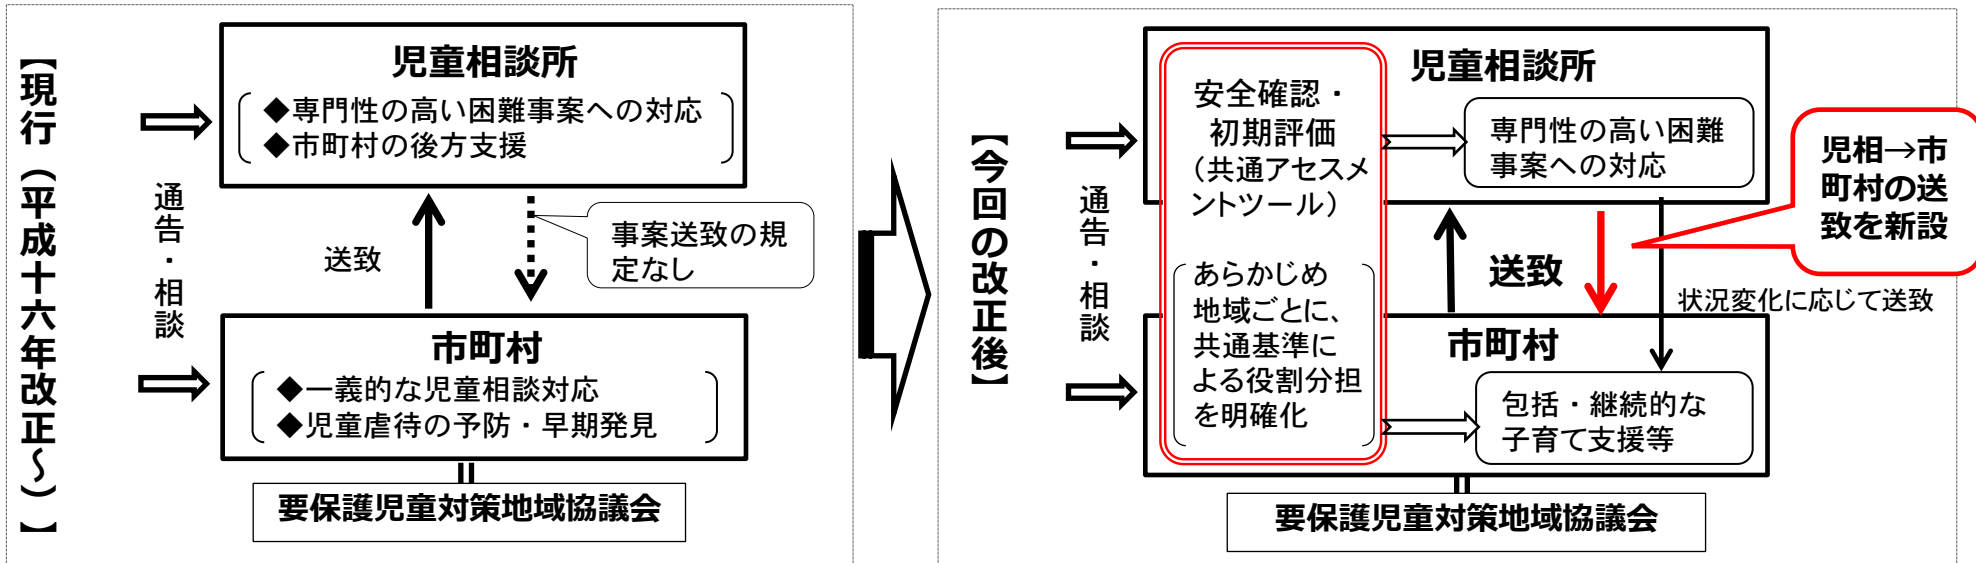 【現行（平成十六年改正～）】
通告・相談
児童相談所
◆専門性の高い困難事案への対応
◆市町村の後方支援
送致
事案送致の規
定なし
市町村
◆一義的な児童相談対応
◆児童虐待の予防・早期発見
要保護児童対策地域協議会
【今回の改正後】
通告・相談
児童相談所
安全確認・
初期評価
（共通アセスメ
ントツール）
専門性の高い困難
事案への対応
児相→市
町村の送
致を新設
送致
状況変化に応じて送致
あらかじめ
地域ごとに、
共通基準に
よる役割分担
を明確化
市町村
包括・継続的な
子育て支援等
要保護児童対策地域協議会